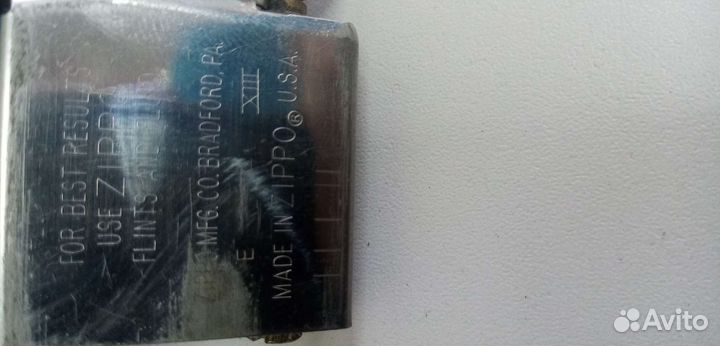 FOR BEST RESULTS
USE ZIPPO
FLINTS AND
MFG. CO. BRADFORD, PA.
E XIII
MADE IN ZIPPO® U.S.A.
Avito